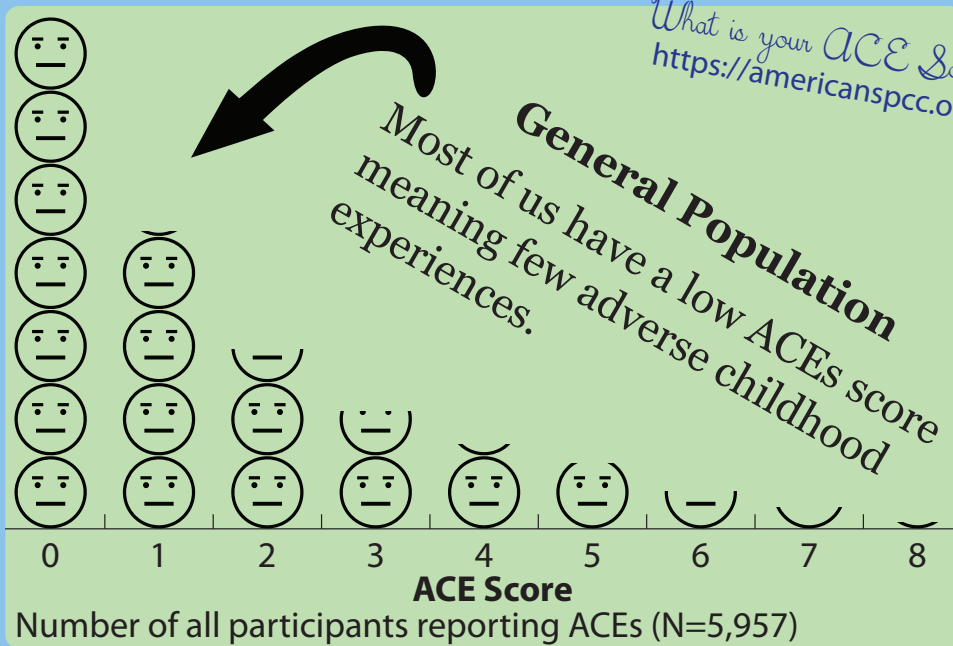 What is your ACE
https://americanspcc.o
General Population
Most of us have a low ACEs score
meaning few adverse childhood
experiences.
0 1 2 3 4 5 6 7 8
ACE Score
Number of all participants reporting ACEs (N=5,957)